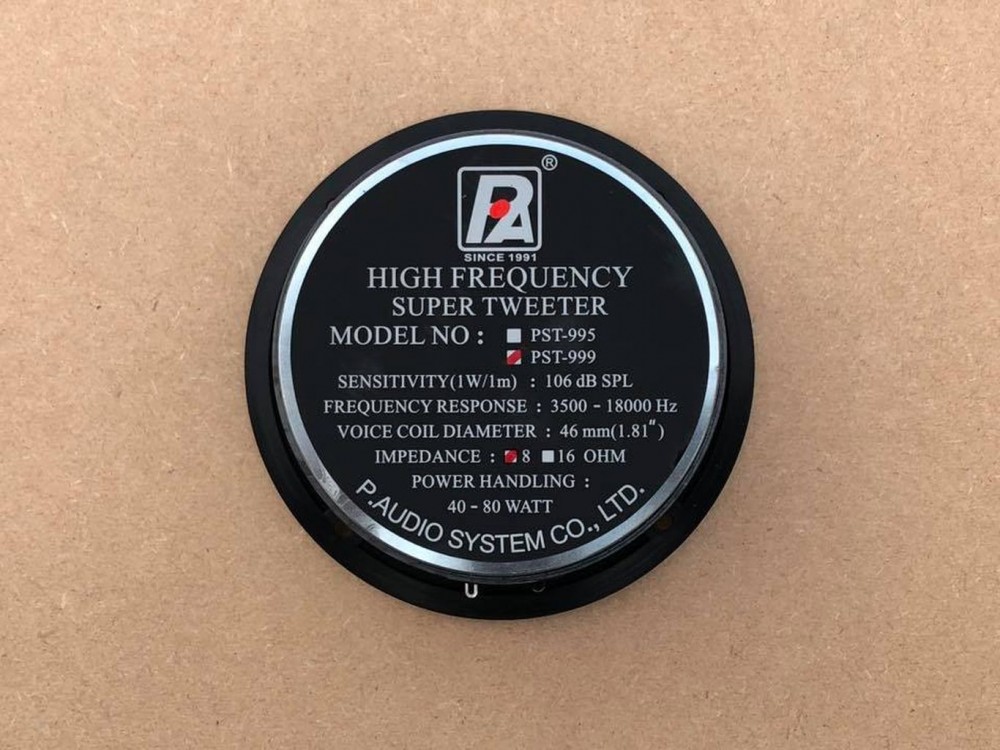 PA ®
SINCE 1991
HIGH FREQUENCY
SUPER TWEETER
MODEL NO : PST-995
PST-999
SENSITIVITY(1W/1m) : 106 dB SPL
FREQUENCY RESPONSE : 3500 - 18000 Hz
VOICE COIL DIAMETER : 46 mm(1.81")
IMPEDANCE : 8 16 OHM
POWER HANDLING :
40 - 80 WATT
P.AUDIO SYSTEM CO., LTD.